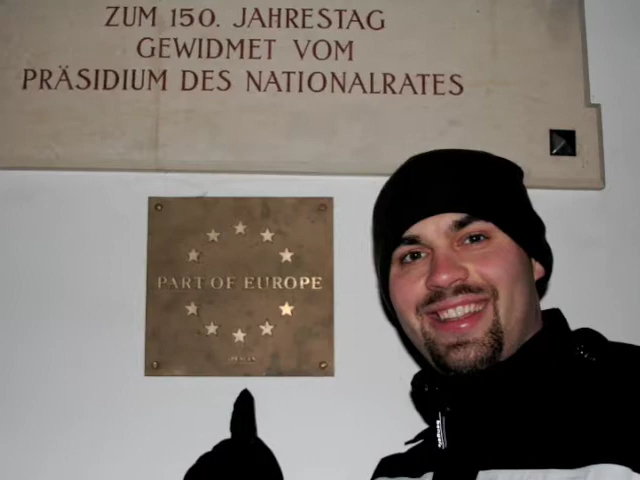 ZUM 150. JAHRESTAG
GEWIDMET VOM
PRÄSIDIUM DES NATIONALRATES
PART OF EUROPE